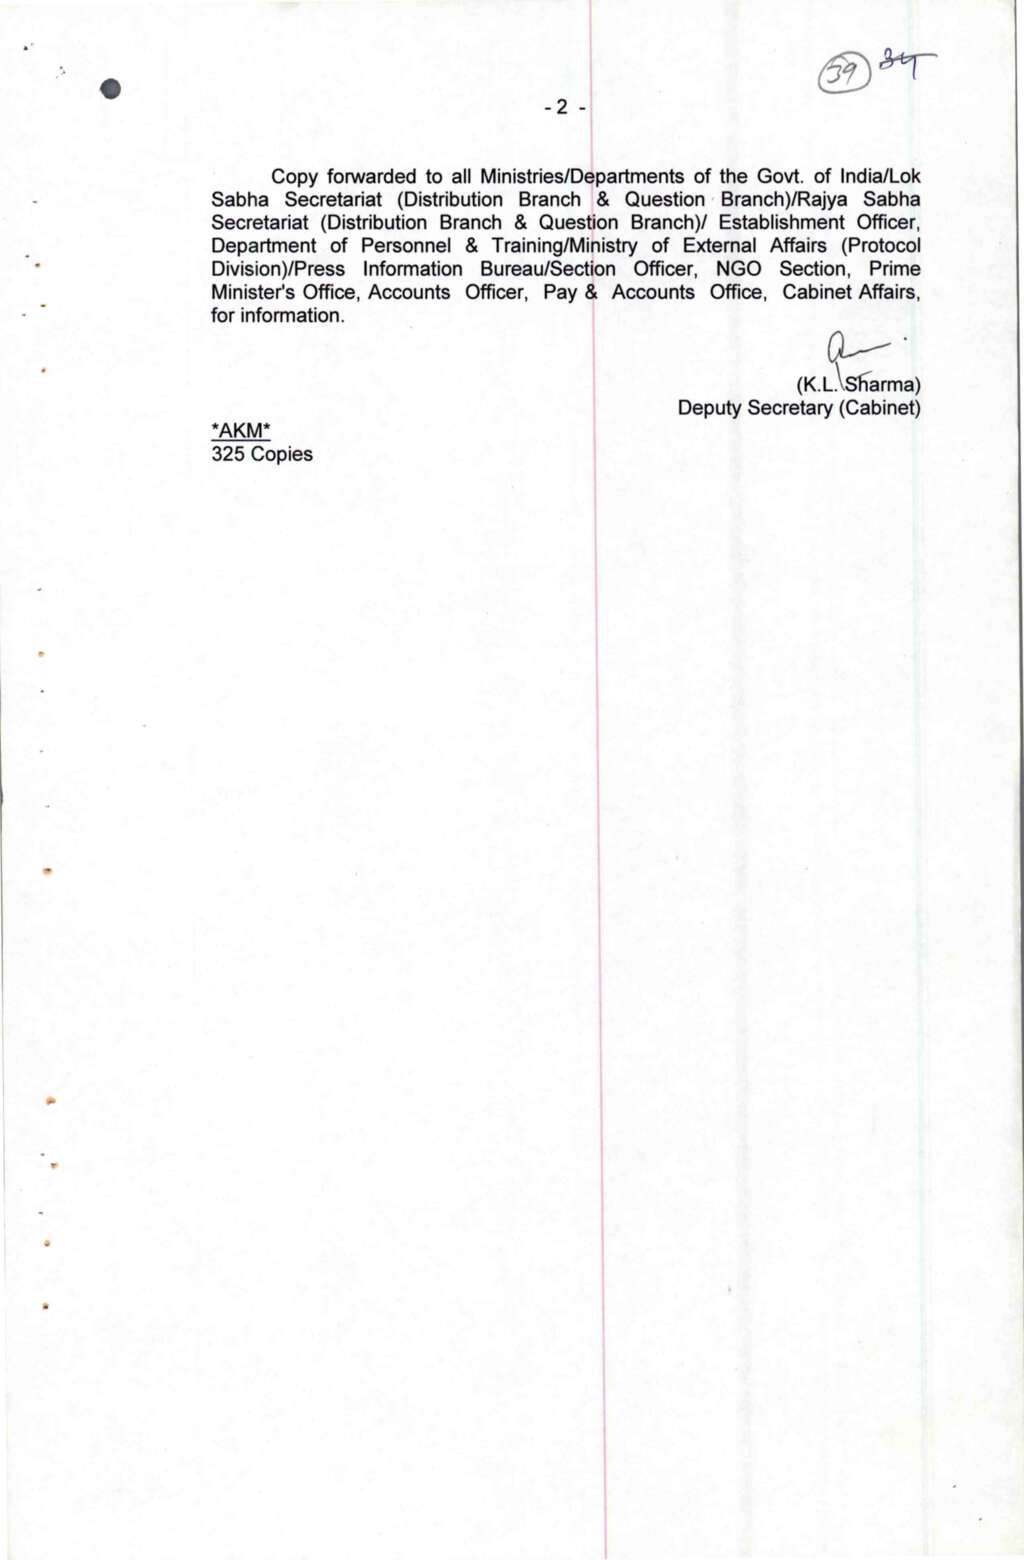 39 34
- 2 -
Copy forwarded to all Ministries/Departments of the Govt. of India/Lok
Sabha Secretariat (Distribution Branch & Question Branch)/Rajya Sabha
Secretariat (Distribution Branch & Question Branch)/ Establishment Officer,
Department of Personnel & Training/Ministry of External Affairs (Protocol
Division)/Press Information Bureau/Section Officer, NGO Section, Prime
Minister's Office, Accounts Officer, Pay & Accounts Office, Cabinet Affairs,
for information.
(K.L. Sharma)
Deputy Secretary (Cabinet)
*AKM*
325 Copies